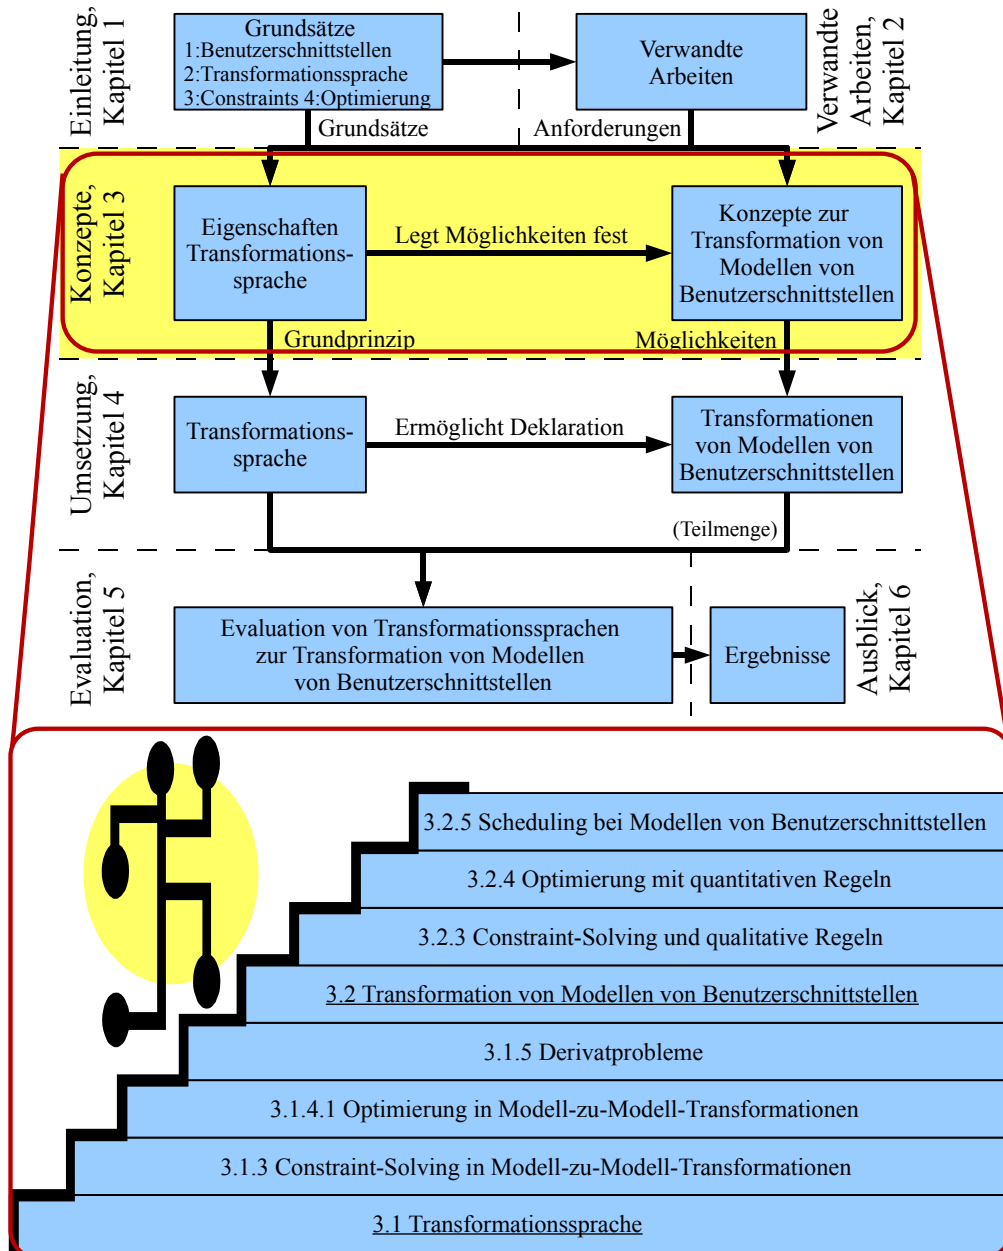 Einleitung,
Kapitel 1
Grundsätze
1:Benutzerschnittstellen
2:Transformationssprache
3:Constraints 4:Optimierung
Verwandte
Arbeiten
Verwandte
Arbeiten,
Kapitel 2
Grundsätze
Anforderungen
Konzepte,
Kapitel 3
Eigenschaften
Transformations-
sprache
Legt Möglichkeiten fest
Konzepte zur
Transformation von
Modellen von
Benutzerschnittstellen
Grundprinzip
Möglichkeiten
Umsetzung,
Kapitel 4
Transformations-
sprache
Ermöglicht Deklaration
Transformationen
von Modellen von
Benutzerschnittstellen
(Teilmenge)
Evaluation,
Kapitel 5
Evaluation von Transformationssprachen
zur Transformation von Modellen
von Benutzerschnittstellen
Ergebnisse
Ausblick,
Kapitel 6
3.2.5 Scheduling bei Modellen von Benutzerschnittstellen
3.2.4 Optimierung mit quantitativen Regeln
3.2.3 Constraint-Solving und qualitative Regeln
3.2 Transformation von Modellen von Benutzerschnittstellen
3.1.5 Derivatprobleme
3.1.4.1 Optimierung in Modell-zu-Modell-Transformationen
3.1.3 Constraint-Solving in Modell-zu-Modell-Transformationen
3.1 Transformationssprache